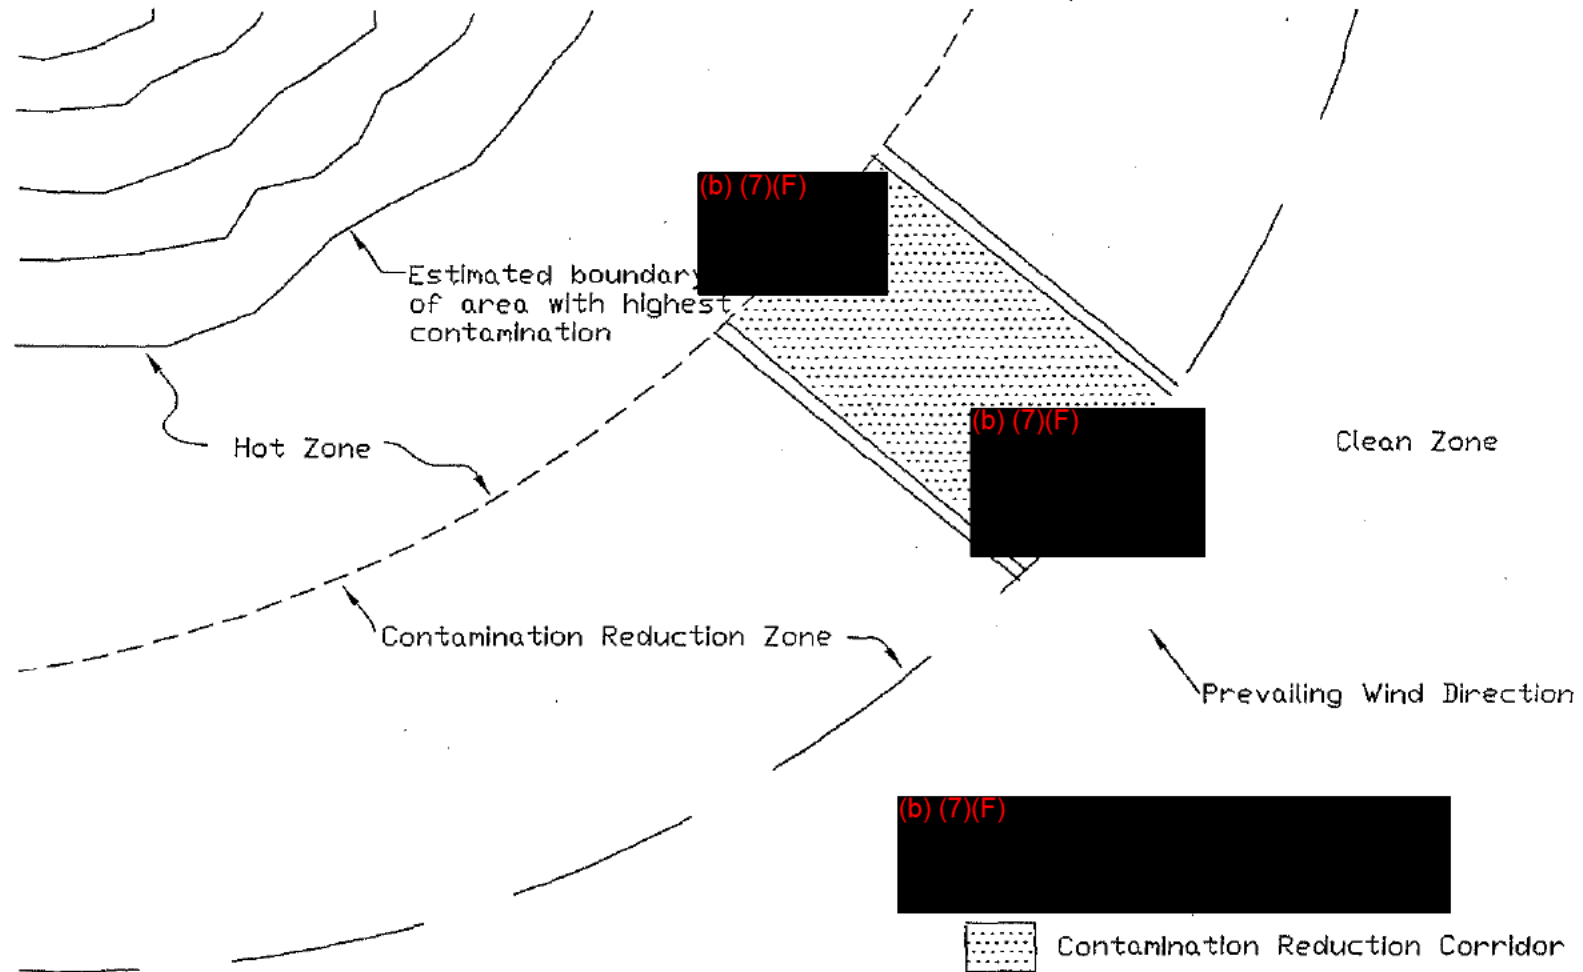 (b) (7)(F)
Estimated boundary
of area with highest
contamination
(b) (7)(F)
Hot Zone
Clean Zone
Contamination Reduction Zone
Prevailing Wind Direction
(b) (7)(F)
Contamination Reduction Corridor